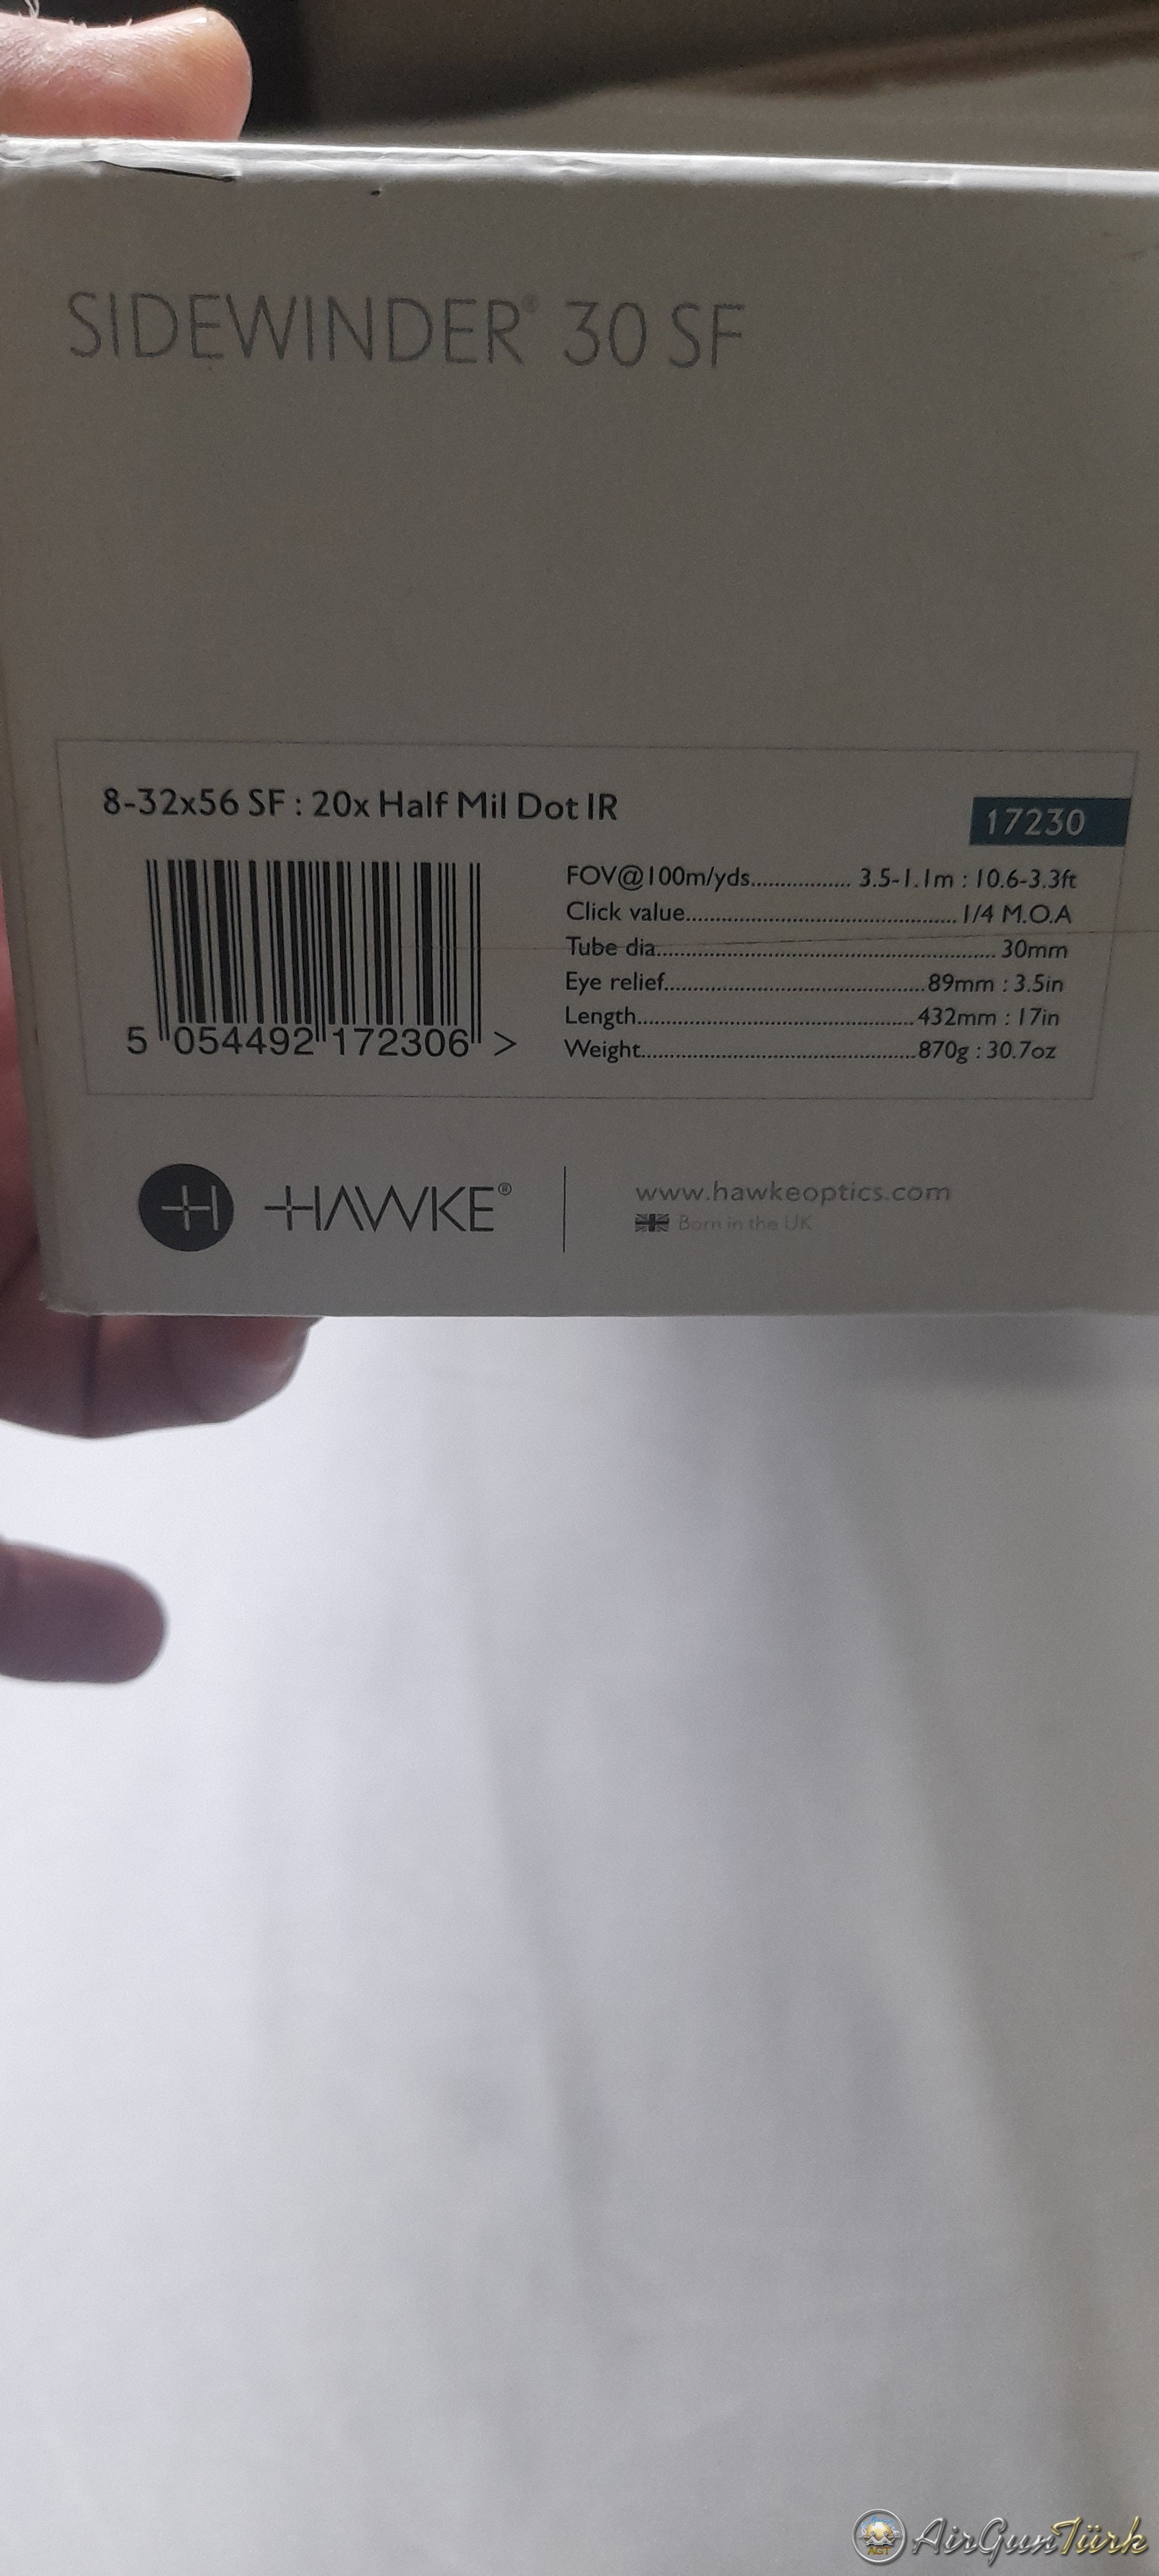 SIDEWINDER® 30 SF
8-32x56 SF : 20x Half Mil Dot IR
17230
FOV@100m/yds................ 3.5-1.1m : 10.6-3.3ft
Click value........................................... 1/4 M.O.A
Tube dia..................................................... 30mm
Eye relief.........................................89mm : 3.5in
Length............................................432mm : 17in
Weight...........................................870g : 30.7oz
5 054492 172306 >
HAWKE®
www.hawkeoptics.com
Born in the UK
AirGunTürk
AGT